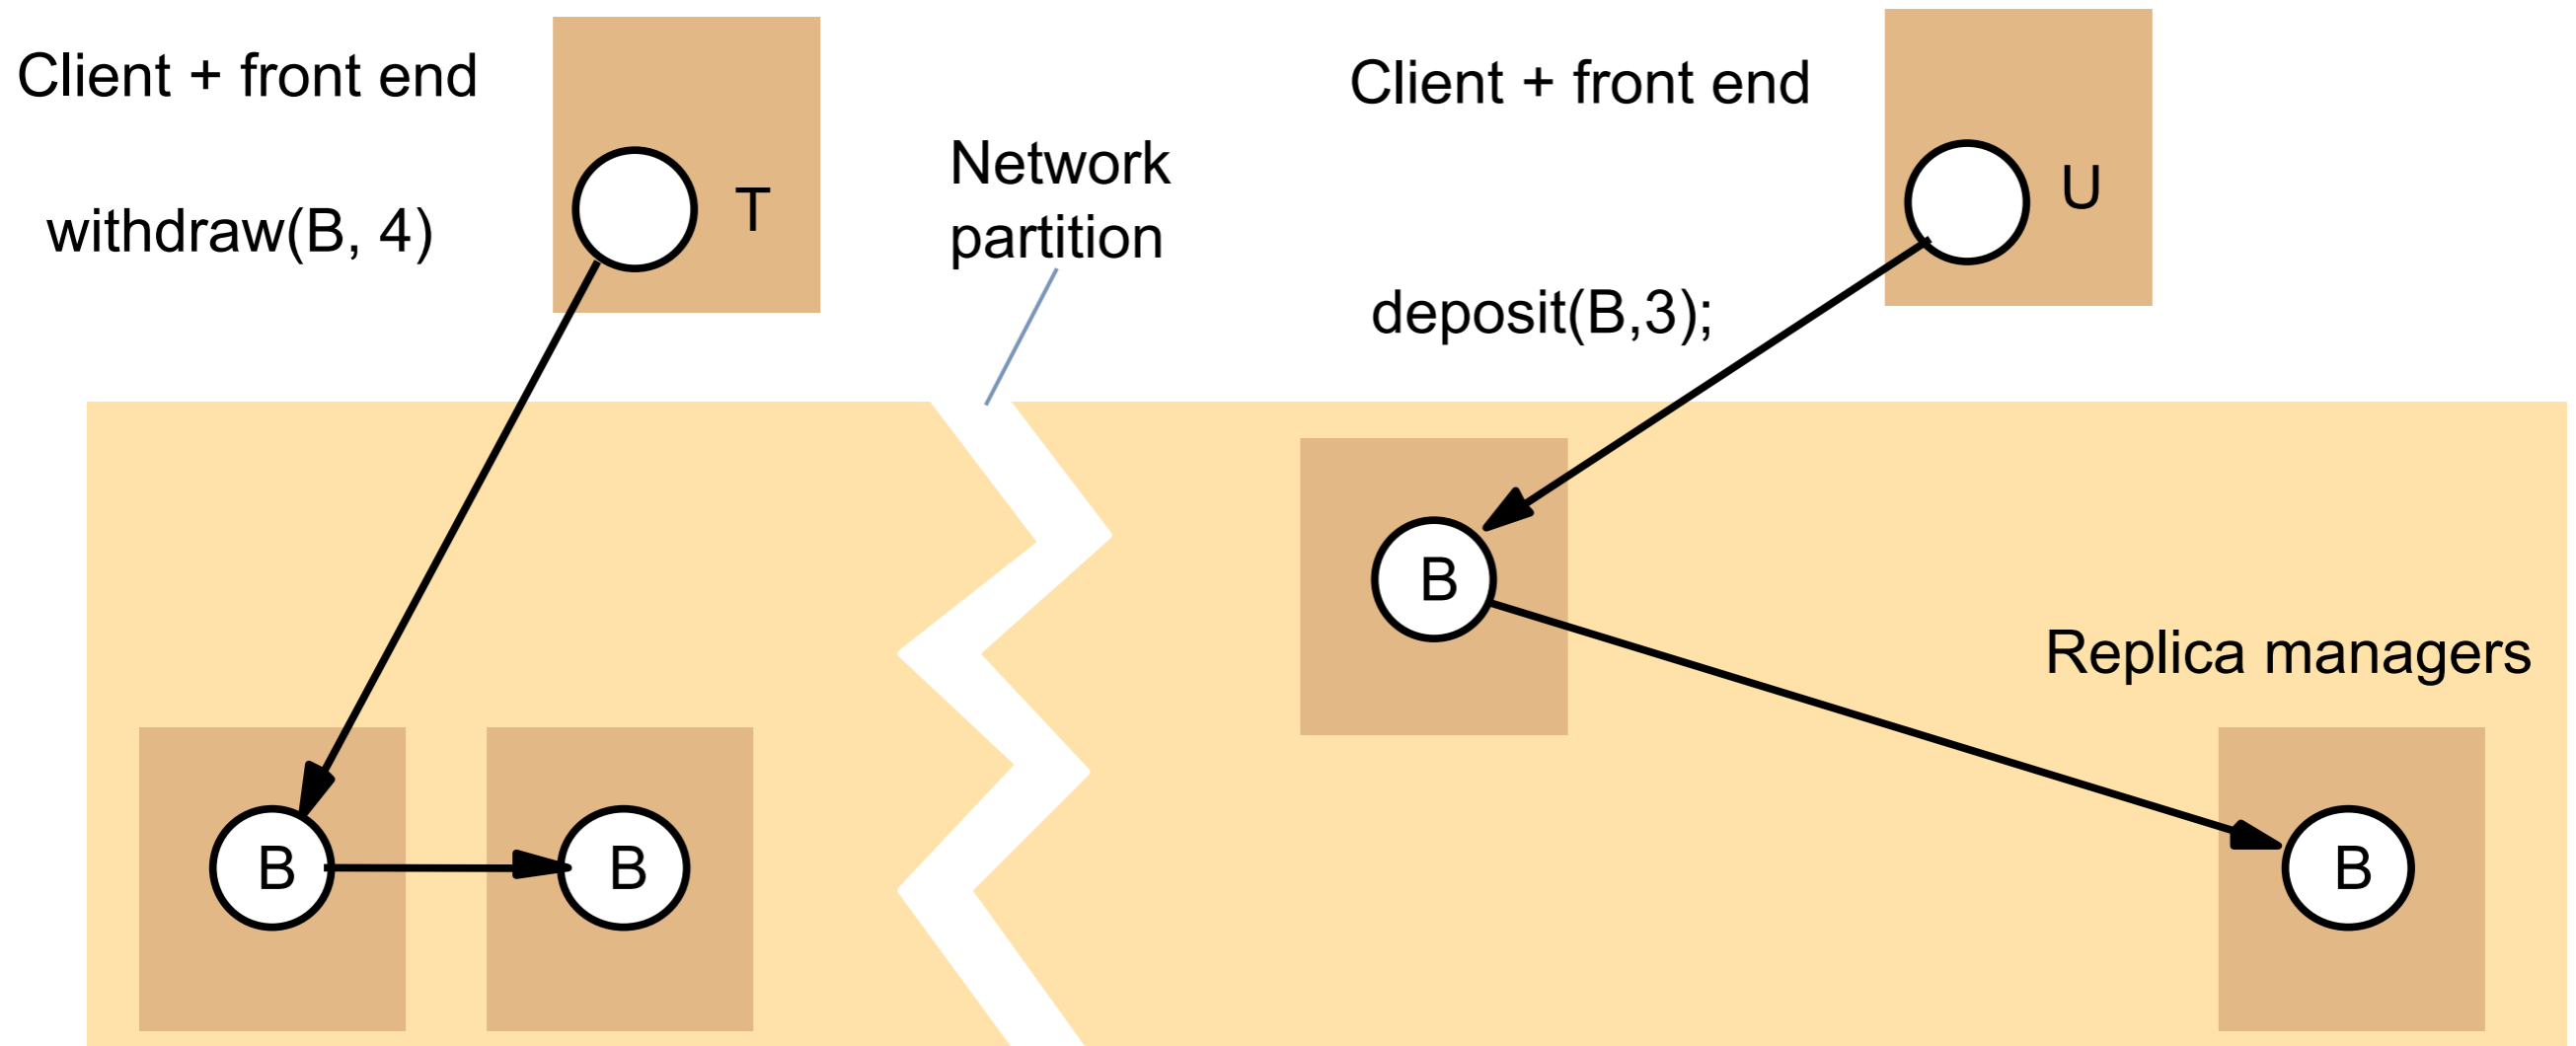 Client + front end
withdraw(B, 4)
T
Network
partition
Client + front end
U
deposit(B,3);
B
Replica managers
B
B
B